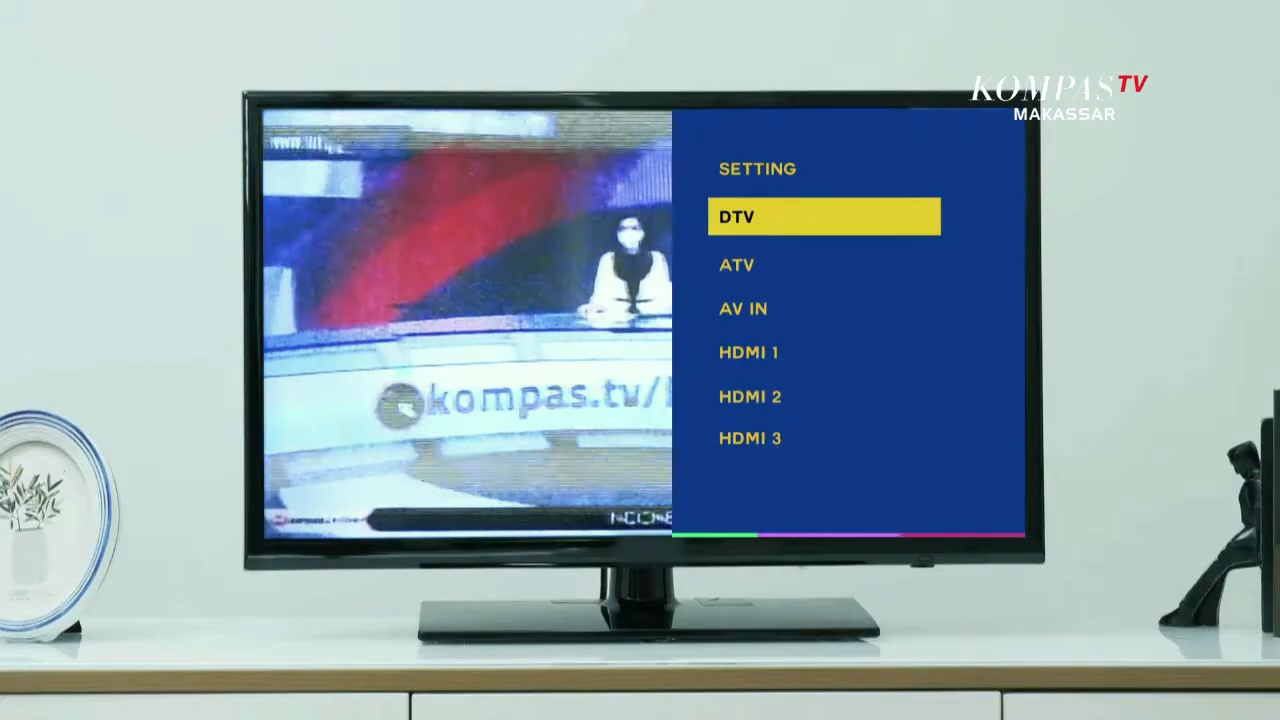 KOMPAS TV
MAKASSAR
SETTING
DTV
ATV
AV IN
HDMI 1
HDMI 2
HDMI 3
kompas.tv/